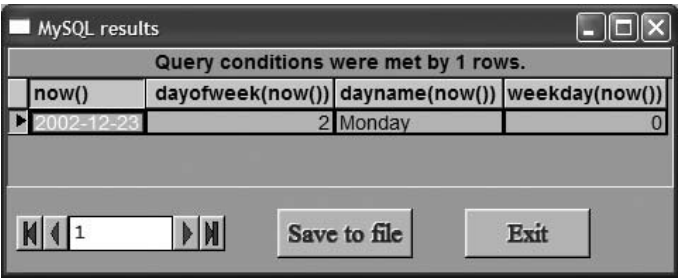 MySQL results
Query conditions were met by 1 rows.
now() dayofweek(now()) dayname(now()) weekday(now())
2002-12-23 2 Monday 0
1 Save to file Exit